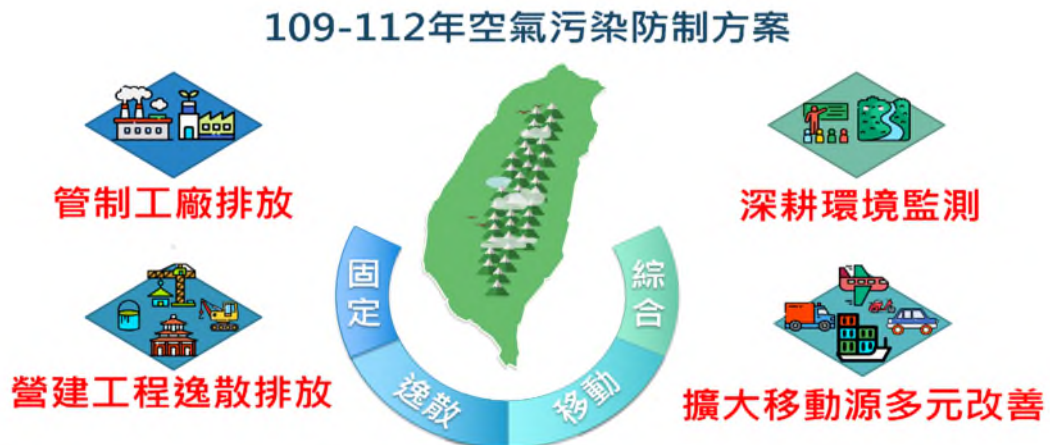 109-112年空氣污染防制方案
管制工廠排放
深耕環境監測
固定
綜合
營建工程逸散排放
逸散
移動
擴大移動源多元改善